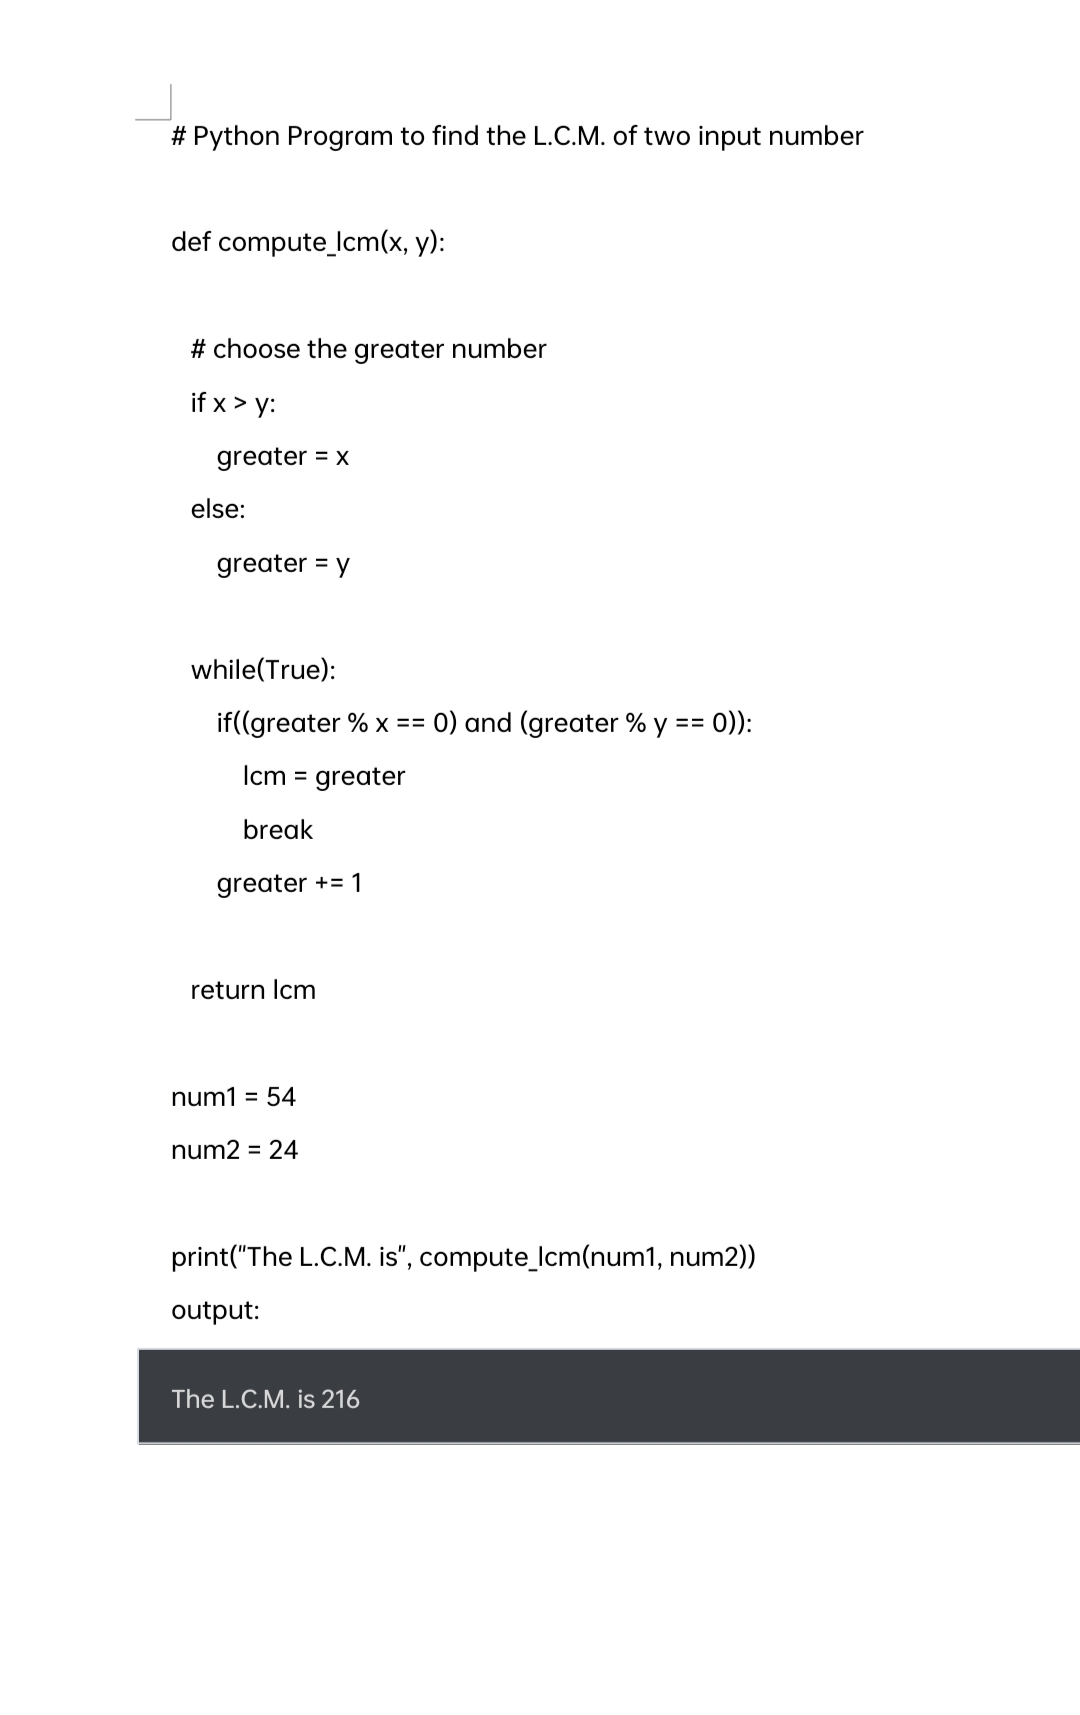 # Python Program to find the L.C.M. of two input number
def compute_lcm(x, y):
# choose the greater number
if x > y:
greater = x
else:
greater = y
while(True):
if((greater % x == 0) and (greater % y == 0)):
lcm = greater
break
greater += 1
return lcm
num1 = 54
num2 = 24
print("The L.C.M. is", compute_lcm(num1, num2))
output:
The L.C.M. is 216